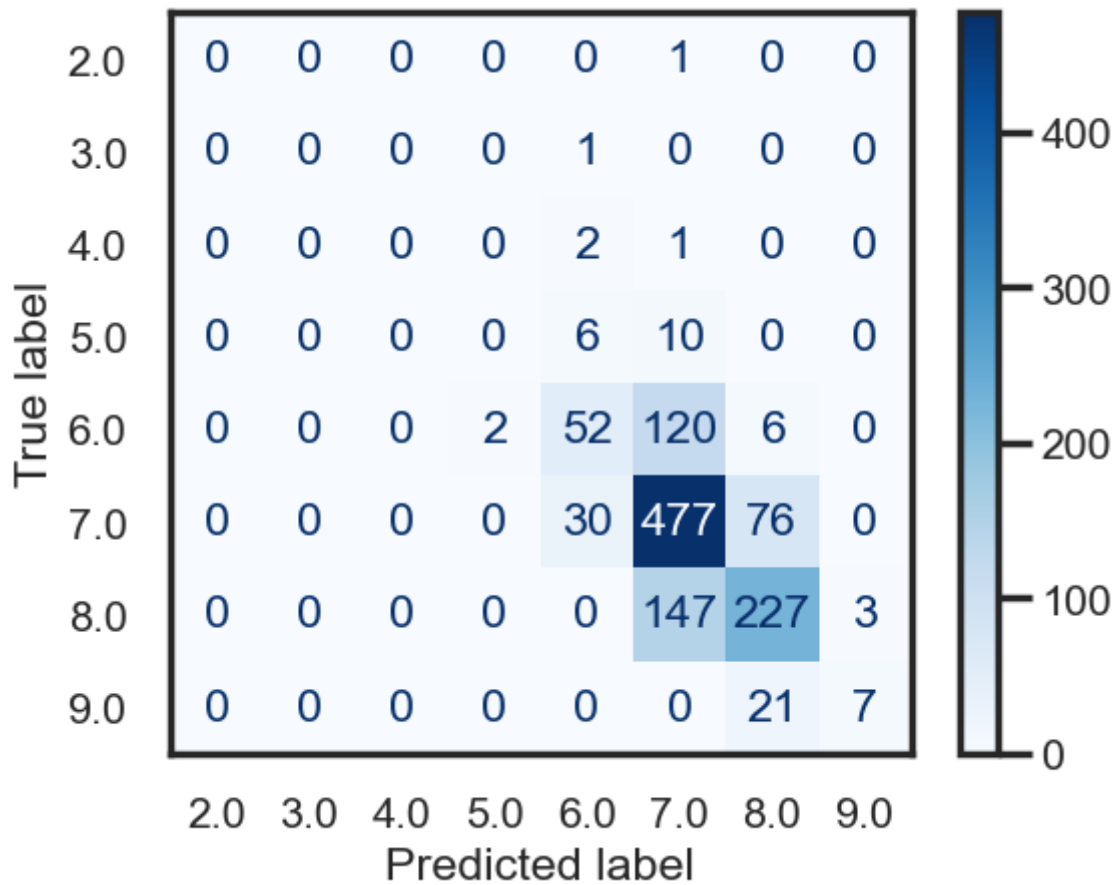 2.0 0 0 0 0 0 1 0 0
3.0 0 0 0 0 1 0 0 0
4.0 0 0 0 0 2 1 0 0
5.0 0 0 0 0 6 10 0 0
6.0 0 0 0 2 52 120 6 0
7.0 0 0 0 0 30 477 76 0
8.0 0 0 0 0 0 147 227 3
9.0 0 0 0 0 0 0 21 7
2.0 3.0 4.0 5.0 6.0 7.0 8.0 9.0
Predicted label
True label
400
300
200
100
0